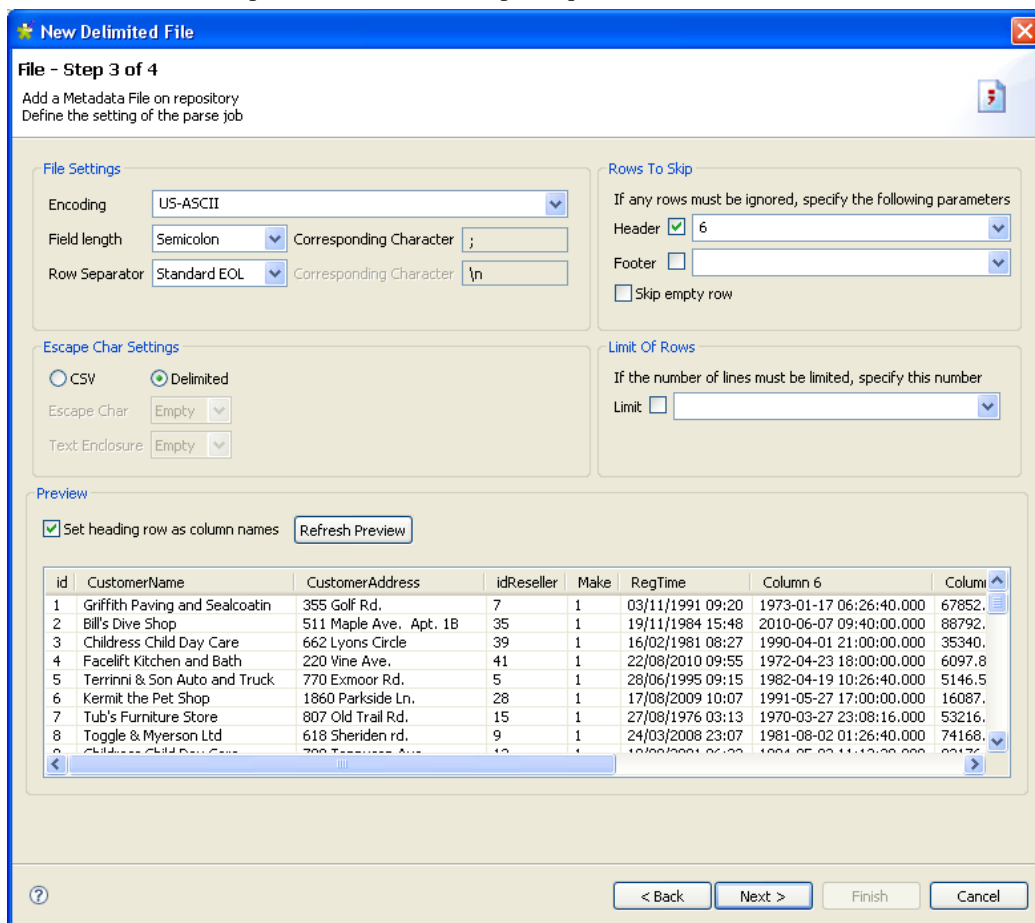 New Delimited File
File - Step 3 of 4
Add a Metadata File on repository
Define the setting of the parse job
File Settings
Encoding US-ASCII
Field length Semicolon Corresponding Character ;
Row Separator Standard EOL Corresponding Character \n
Rows To Skip
If any rows must be ignored, specify the following parameters
Header 6
Footer
Skip empty row
Escape Char Settings
CSV Delimited
Escape Char Empty
Text Enclosure Empty
Limit Of Rows
If the number of lines must be limited, specify this number
Limit
Preview
Set heading row as column names Refresh Preview
id CustomerName CustomerAddress idReseller Make RegTime Column 6 Colum
1 Griffith Paving and Sealcoatin 355 Golf Rd. 7 1 03/11/1991 09:20 1973-01-17 06:26:40.000 67852.
2 Bill's Dive Shop 511 Maple Ave. Apt. 1B 35 1 19/11/1984 15:48 2010-06-07 09:40:00.000 88792.
3 Childress Child Day Care 662 Lyons Circle 39 1 16/02/1981 08:27 1990-04-01 21:00:00.000 35340.
4 Facelift Kitchen and Bath 220 Vine Ave. 41 1 22/08/2010 09:55 1972-04-23 18:00:00.000 6097.8
5 Terrinni & Son Auto and Truck 770 Exmoor Rd. 5 1 28/06/1995 09:15 1982-04-19 10:26:40.000 5146.5
6 Kermit the Pet Shop 1860 Parkside Ln. 28 1 17/08/2009 10:07 1991-05-27 17:00:00.000 16087.
7 Tub's Furniture Store 807 Old Trail Rd. 15 1 27/08/1976 03:13 1970-03-27 23:08:16.000 53216.
8 Toggle & Myerson Ltd 618 Sheriden rd. 9 1 24/03/2008 23:07 1981-08-02 01:26:40.000 74168.
Childress Child Day Care
< Back Next > Finish Cancel